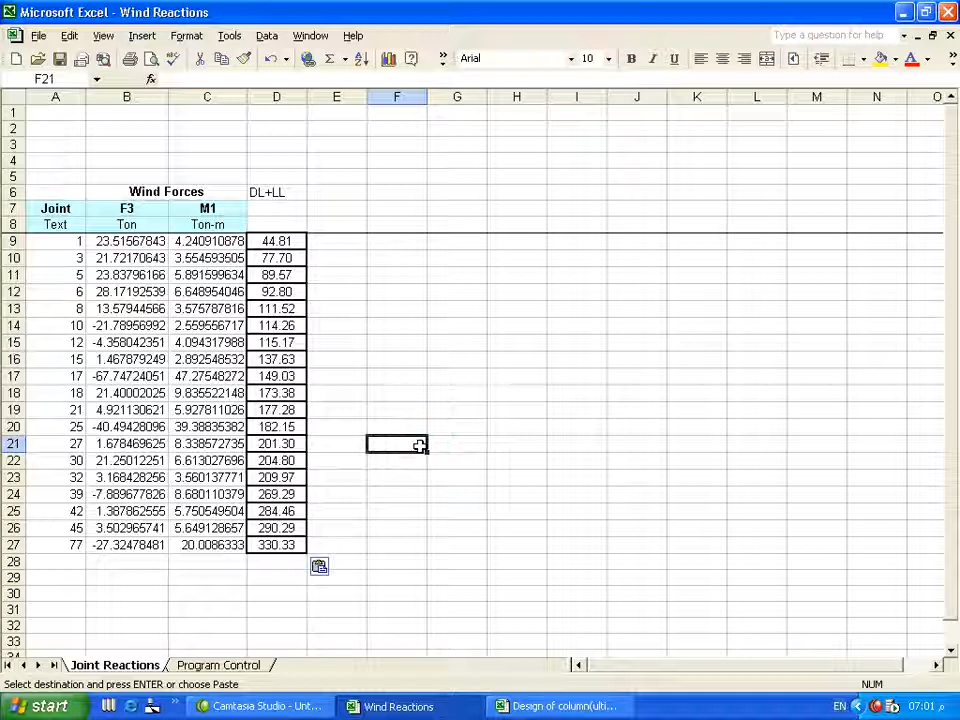 Microsoft Excel - Wind Reactions
File Edit View Insert Format Tools Data Window Help Type a question for help
Arial 10 B I U A
F21 fx
A B C D E F G H I J K L M N O
1
2
3
4
5
6 Wind Forces DL+LL
7 Joint F3 M1
8 Text Ton Ton-m
9 1 23.51567843 4.240910878 44.81
10 3 21.72170643 3.554593505 77.70
11 5 23.83796166 5.891599634 89.57
12 6 28.17192539 6.648954046 92.80
13 8 13.57944566 3.575787816 111.52
14 10 -21.78956992 2.559556717 114.26
15 12 -4.358042351 4.094317988 115.17
16 15 1.467879249 2.892548532 137.63
17 17 -67.74724051 47.27548272 149.03
18 18 21.40002025 9.835522148 173.38
19 21 4.921130621 5.927811026 177.28
20 25 -40.49428096 39.38835382 182.15
21 27 1.678469625 8.338572735 201.30
22 30 21.25012251 6.613027696 204.80
23 32 3.168428256 3.560137771 209.97
24 39 -7.889677826 8.680110379 269.29
25 42 1.387862555 5.750549504 284.46
26 45 3.502965741 5.649128657 290.29
27 77 -27.32478481 20.0086333 330.33
28
29
30
31
32
33
Joint Reactions Program Control
Select destination and press ENTER or choose Paste NUM
start Camtasia Studio - Unt... Wind Reactions Design of column(ulti... EN 07:01 م